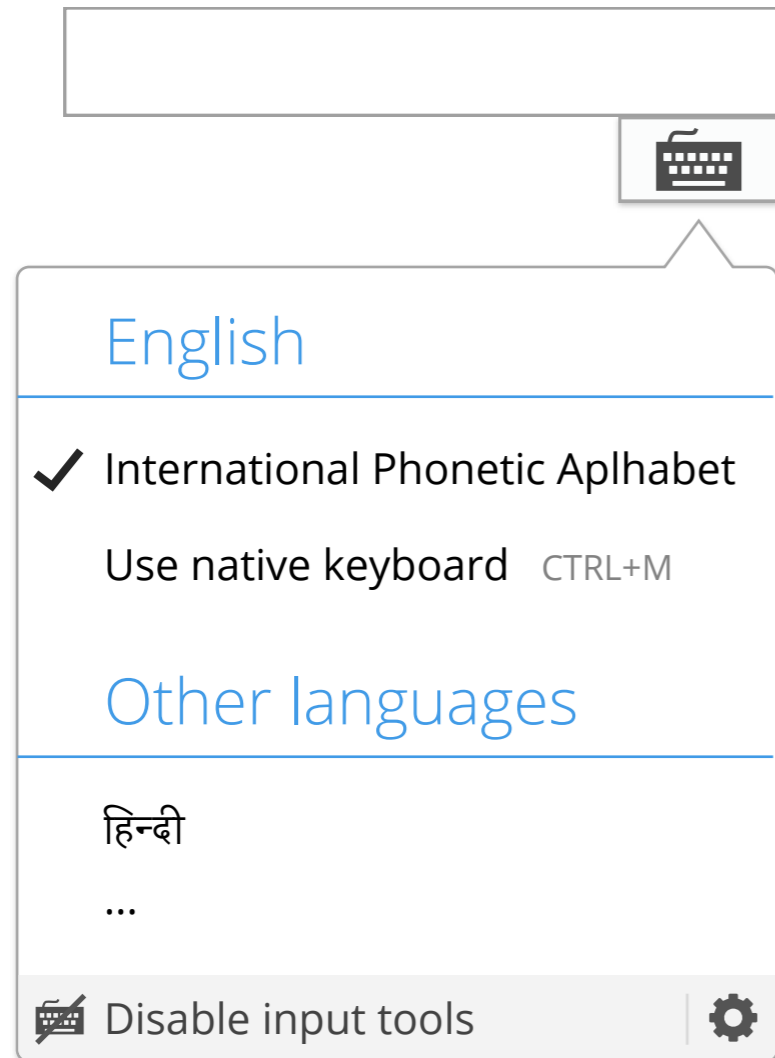 English
International Phonetic Aplhabet
Use native keyboard CTRL+M
Other languages
हिन्दी
...
Disable input tools